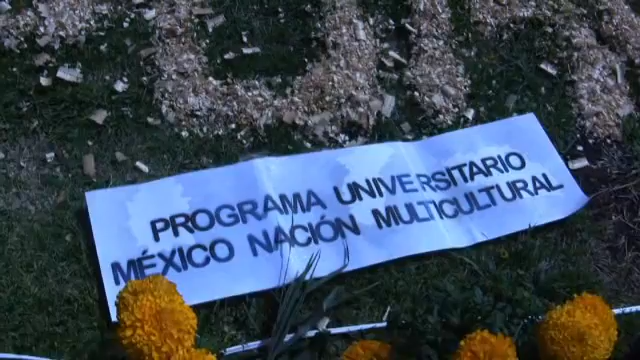 PROGRAMA UNIVERSITARIO
MÉXICO NACIÓN MULTICULTURAL